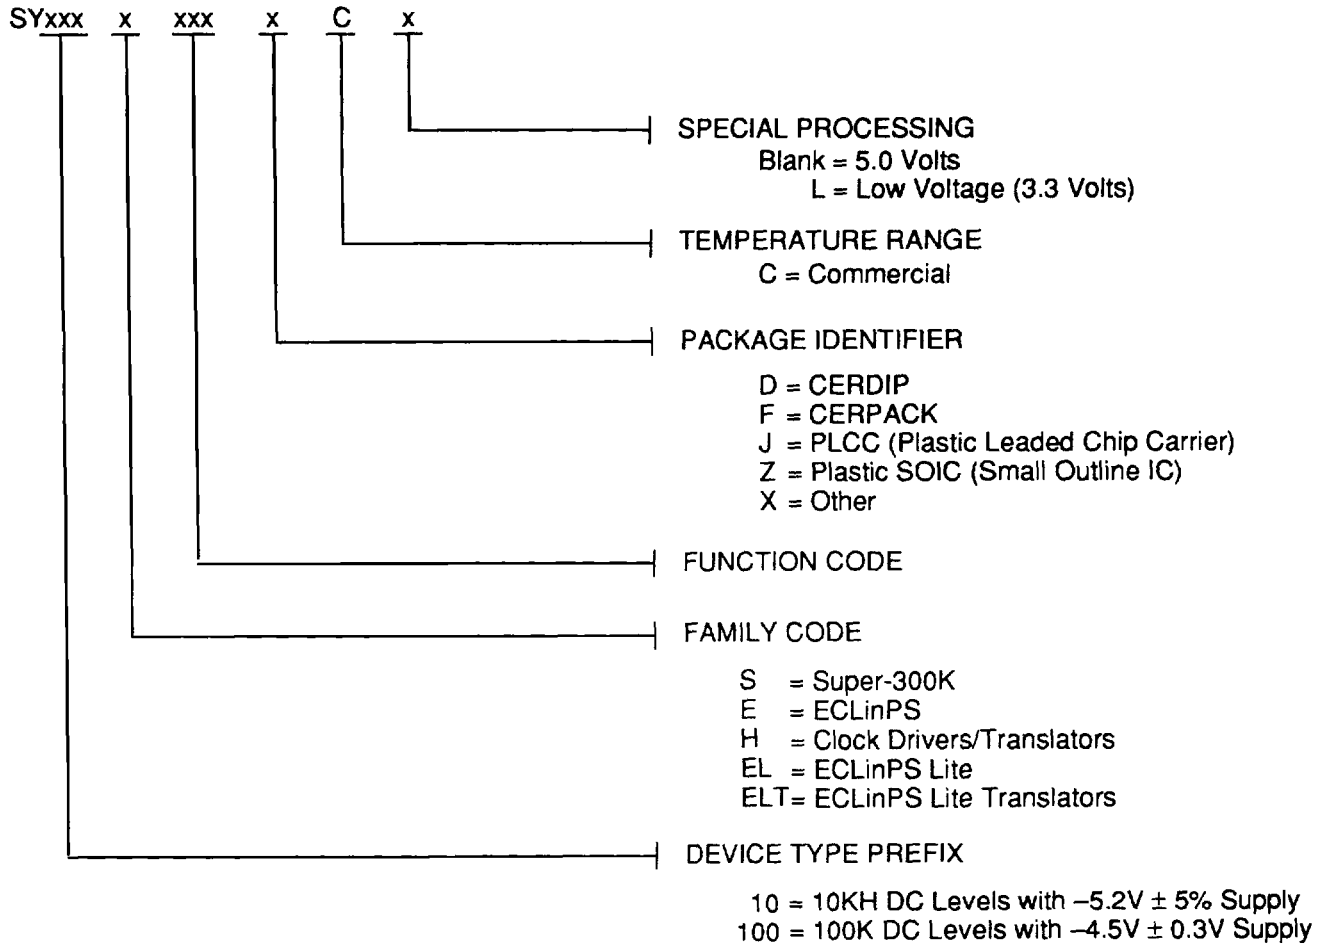 SYxxx x xxx x C x
SPECIAL PROCESSING
Blank = 5.0 Volts
L = Low Voltage (3.3 Volts)
TEMPERATURE RANGE
C = Commercial
PACKAGE IDENTIFIER
D = CERDIP
F = CERPACK
J = PLCC (Plastic Leaded Chip Carrier)
Z = Plastic SOIC (Small Outline IC)
X = Other
FUNCTION CODE
FAMILY CODE
S = Super-300K
E = ECLinPS
H = Clock Drivers/Translators
EL = ECLinPS Lite
ELT= ECLinPS Lite Translators
DEVICE TYPE PREFIX
10 = 10KH DC Levels with –5.2V ± 5% Supply
100 = 100K DC Levels with –4.5V ± 0.3V Supply